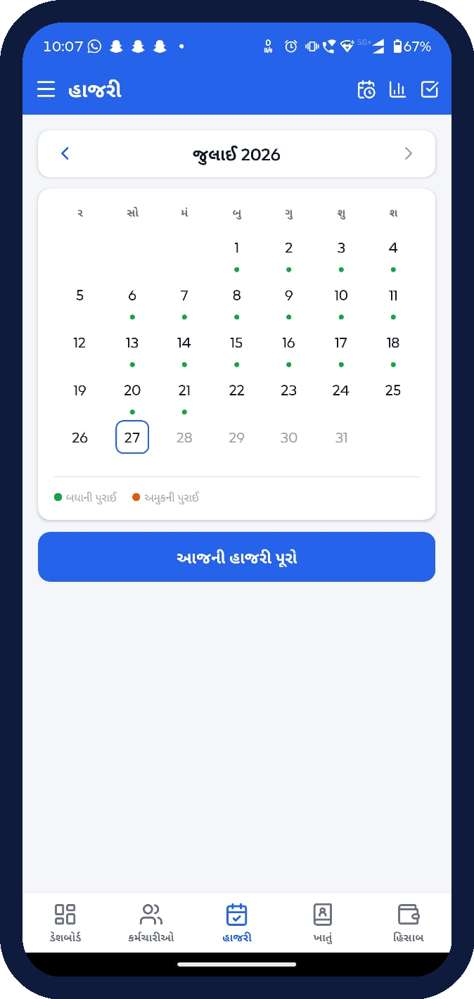 10:07 0 B/s 5G+ 67%
હાજરી
જુલાઈ 2026
ર સો મં બુ ગુ શુ શ
1 2 3 4
5 6 7 8 9 10 11
12 13 14 15 16 17 18
19 20 21 22 23 24 25
26 27 28 29 30 31
બધાની પુરાઈ અમુકની પુરાઈ
આજની હાજરી પૂરો
ડેશબોર્ડ કર્મચારીઓ હાજરી ખાતું હિસાબ